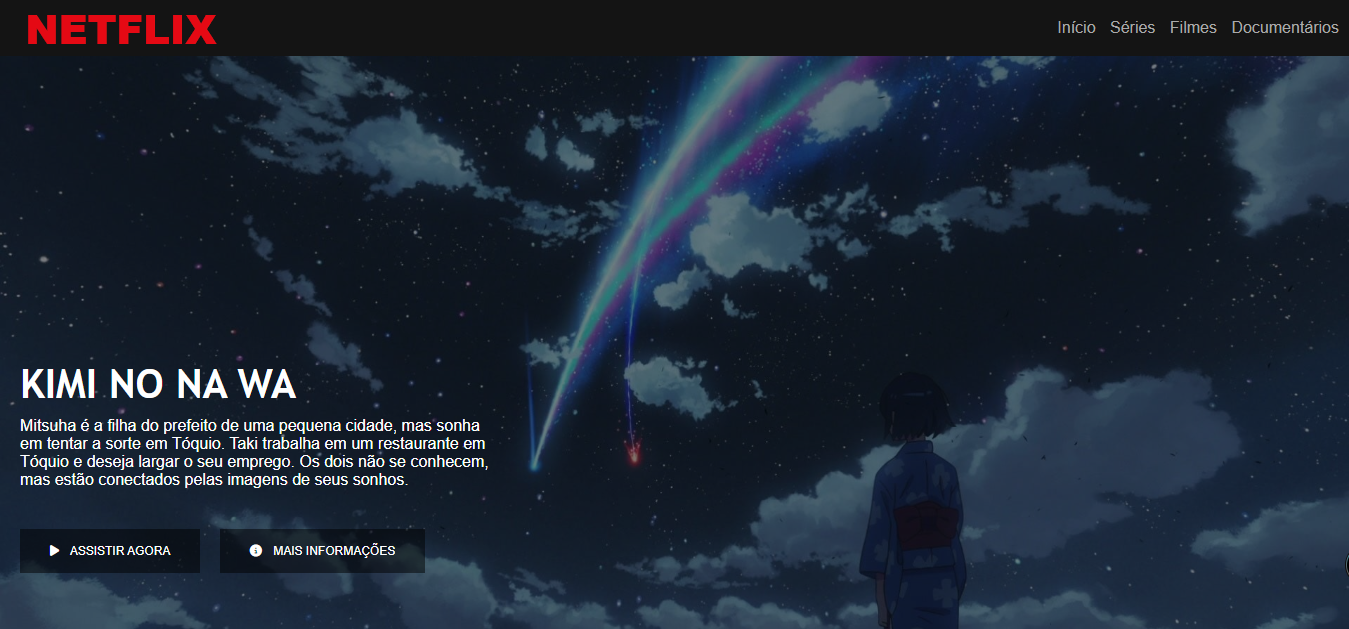 NETFLIX
Início Séries Filmes Documentários
KIMI NO NA WA
Mitsuha é a filha do prefeito de uma pequena cidade, mas sonha
em tentar a sorte em Tóquio. Taki trabalha em um restaurante em
Tóquio e deseja largar o seu emprego. Os dois não se conhecem,
mas estão conectados pelas imagens de seus sonhos.
ASSISTIR AGORA
MAIS INFORMAÇÕES